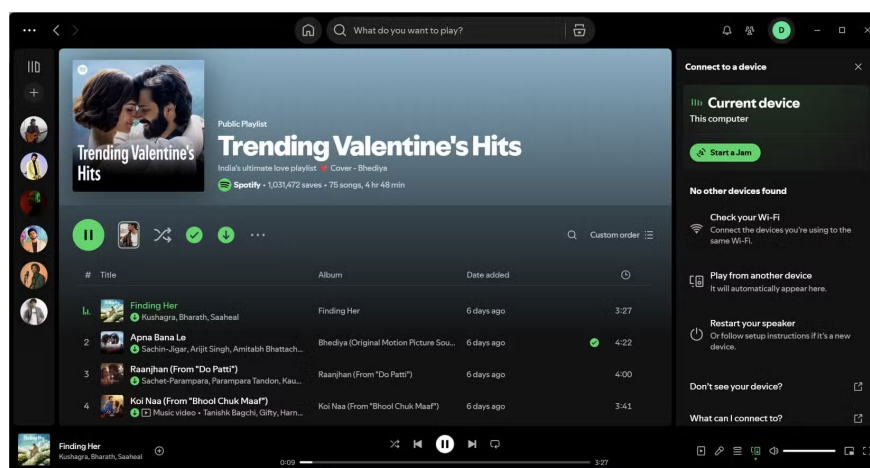 What do you want to play?
D
Trending Valentine's
Hits
Public Playlist
Trending Valentine's Hits
India's ultimate love playlist ❤️ Cover - Bhediya
Spotify • 1,031,472 saves • 75 songs, 4 hr 48 min
Custom order
# Title Album Date added
Finding Her
Kushagra, Bharath, Saaheal
Finding Her
6 days ago
3:27
2
Apna Bana Le
Sachin-Jigar, Arijit Singh, Amitabh Bhattach...
Bhediya (Original Motion Picture Sou...
6 days ago
4:22
3
Raanjhan (From "Do Patti")
Sachet-Parampara, Parampara Tandon, Kau...
Raanjhan (From "Do Patti")
6 days ago
4:00
4
Koi Naa (From "Bhool Chuk Maaf")
Music video • Tanishk Bagchi, Gifty, Harn...
Koi Naa (From "Bhool Chuk Maaf")
6 days ago
3:41
Connect to a device
Current device
This computer
Start a Jam
No other devices found
Check your Wi-Fi
Connect the devices you're using to the
same Wi-Fi.
Play from another device
It will automatically appear here.
Restart your speaker
Or follow setup instructions if it's a new
device.
Don't see your device?
What can I connect to?
Finding Her
Kushagra, Bharath, Saaheal
0:09
3:27